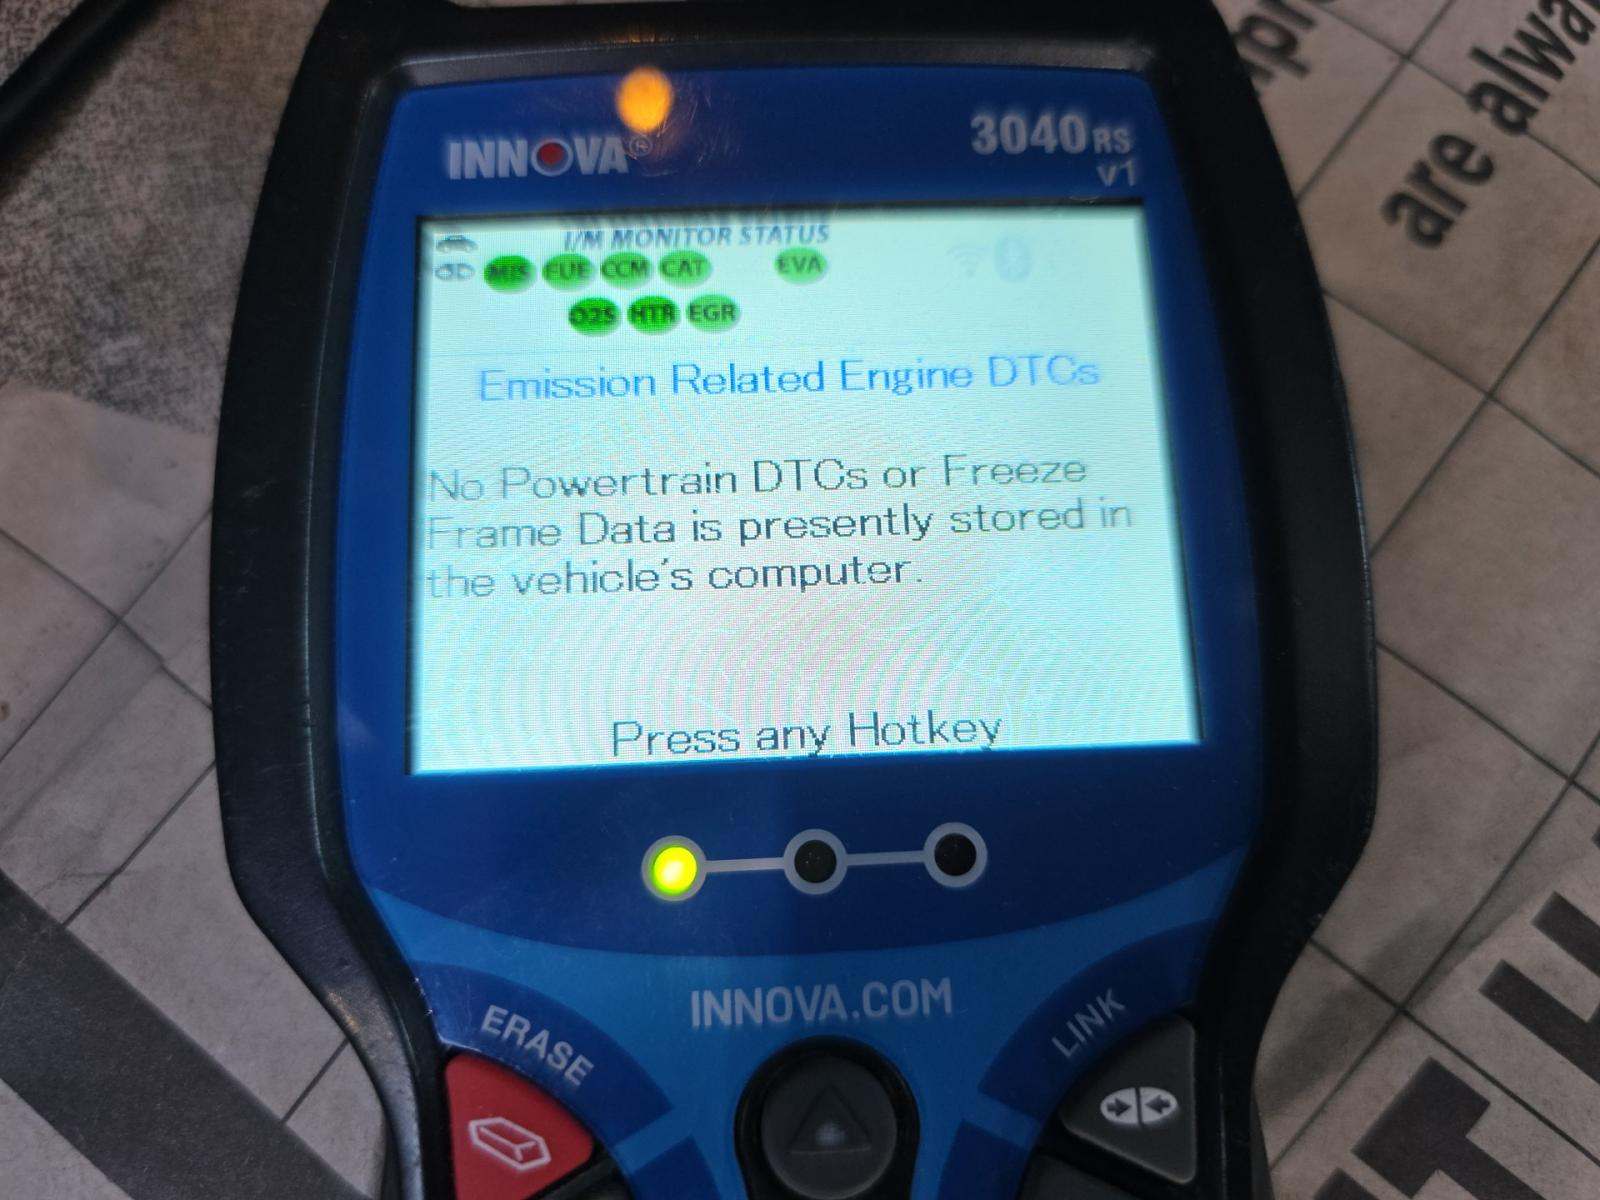 INNOVA®
3040RS
v1
I/M MONITOR STATUS
MIS FUE CCM CAT EVA
O2S HTR EGR
Emission Related Engine DTCs
No Powertrain DTCs or Freeze
Frame Data is presently stored in
the vehicle's computer.
Press any Hotkey
INNOVA.COM
ERASE
LINK
are alwa